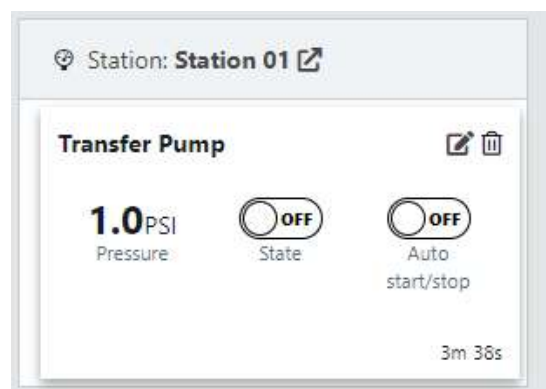 Station: Station 01
Transfer Pump
1.0PSI OFF OFF
Pressure State Auto
start/stop
3m 38s